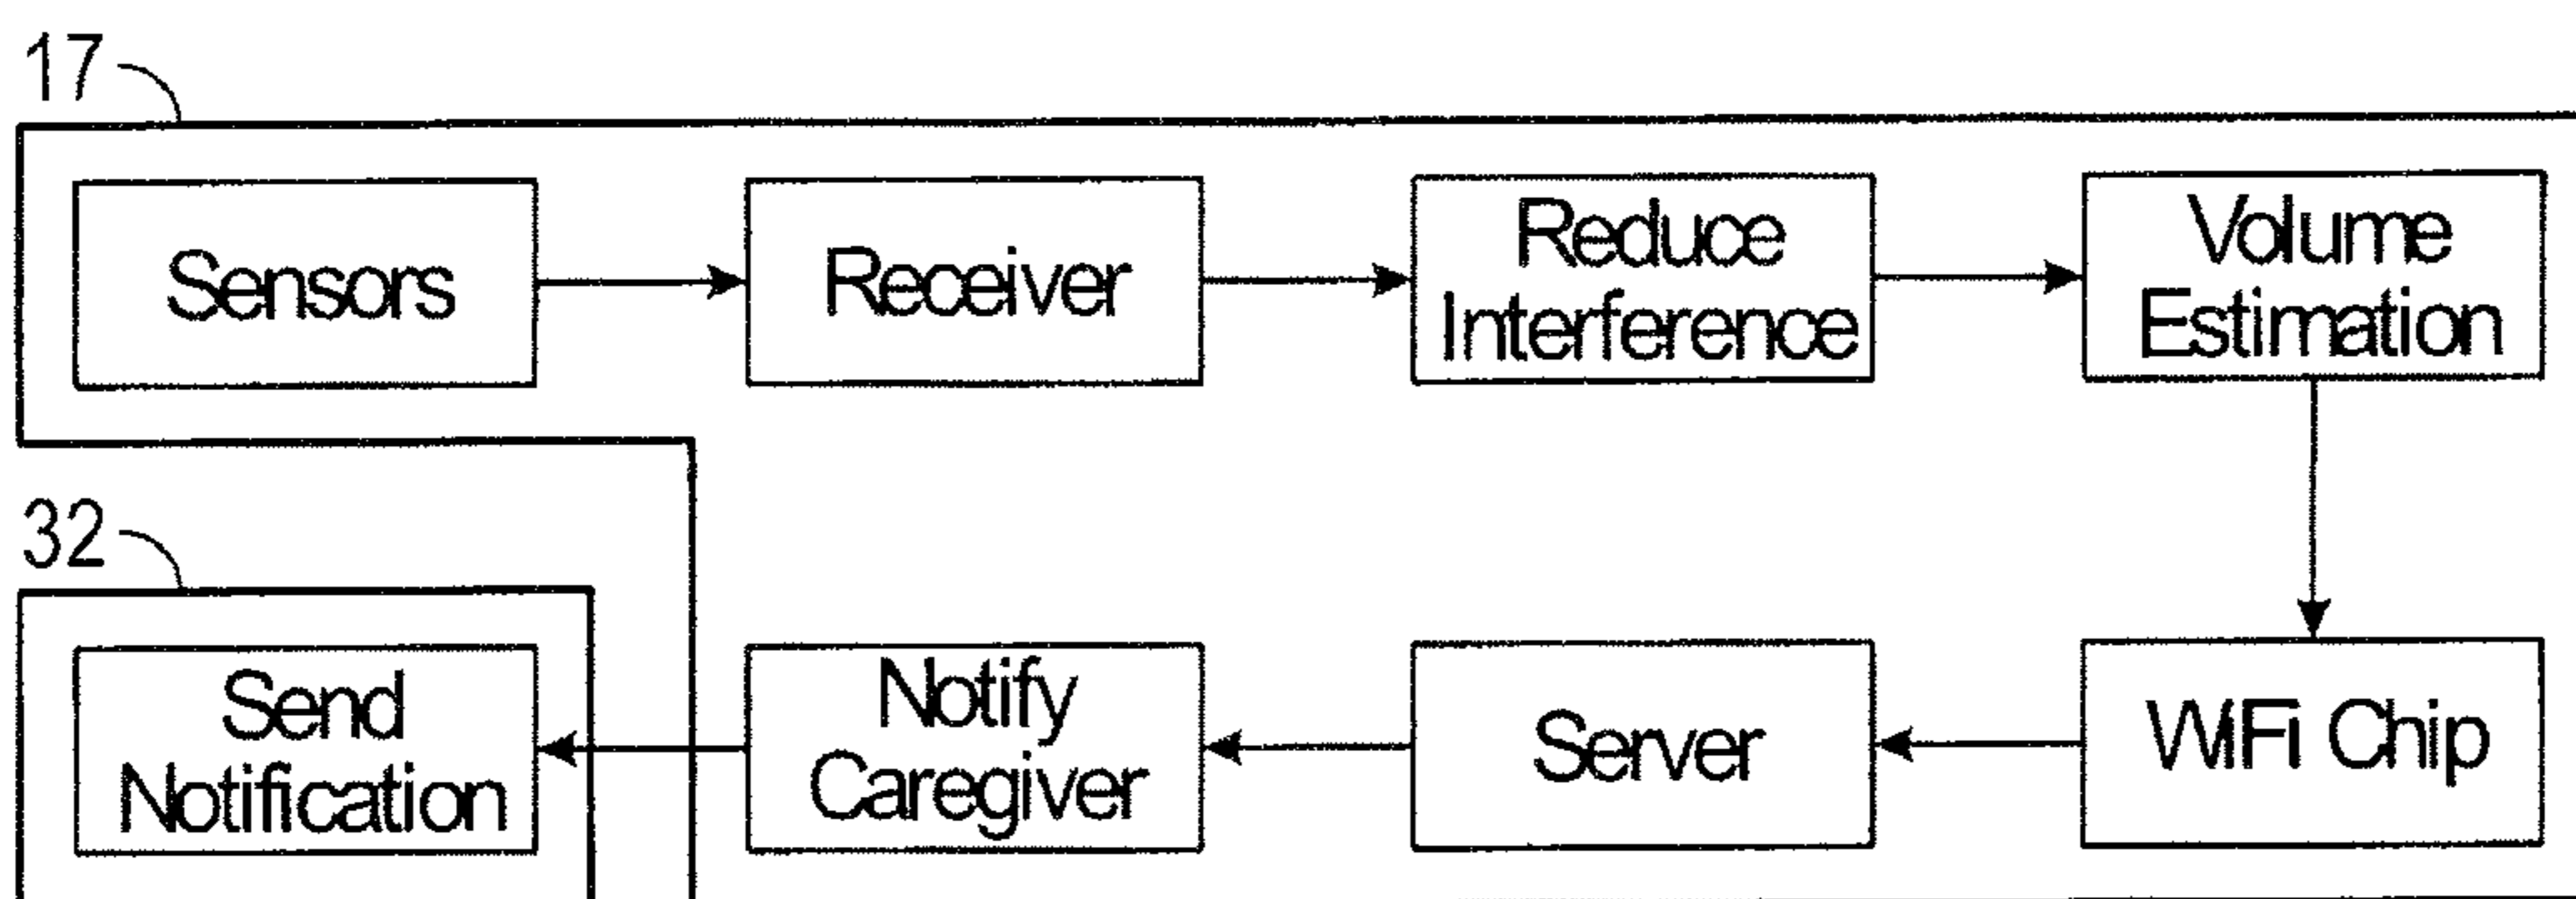 17
Sensors
Receiver
Reduce
Interference
Volume
Estimation
32
Send
Notification
Notify
Caregiver
Server
WiFi Chip